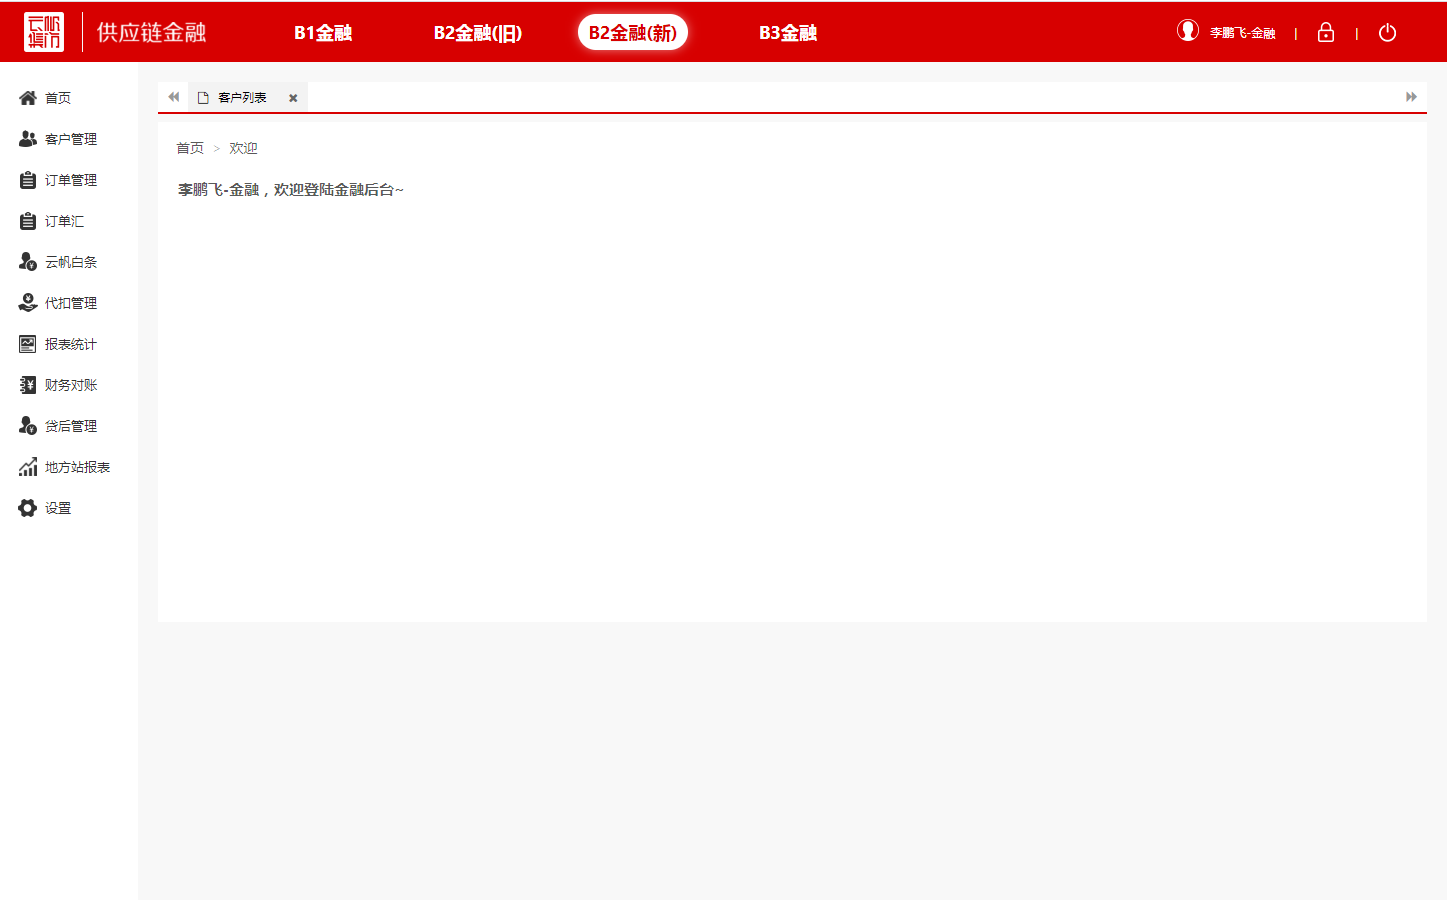 供应链金融
B1金融
B2金融(旧)
B2金融(新)
B3金融
李鹏飞-金融
首页
客户管理
订单管理
订单汇
云帆白条
代扣管理
报表统计
财务对账
贷后管理
地方站报表
设置
客户列表
首页 > 欢迎
李鹏飞-金融，欢迎登陆金融后台~